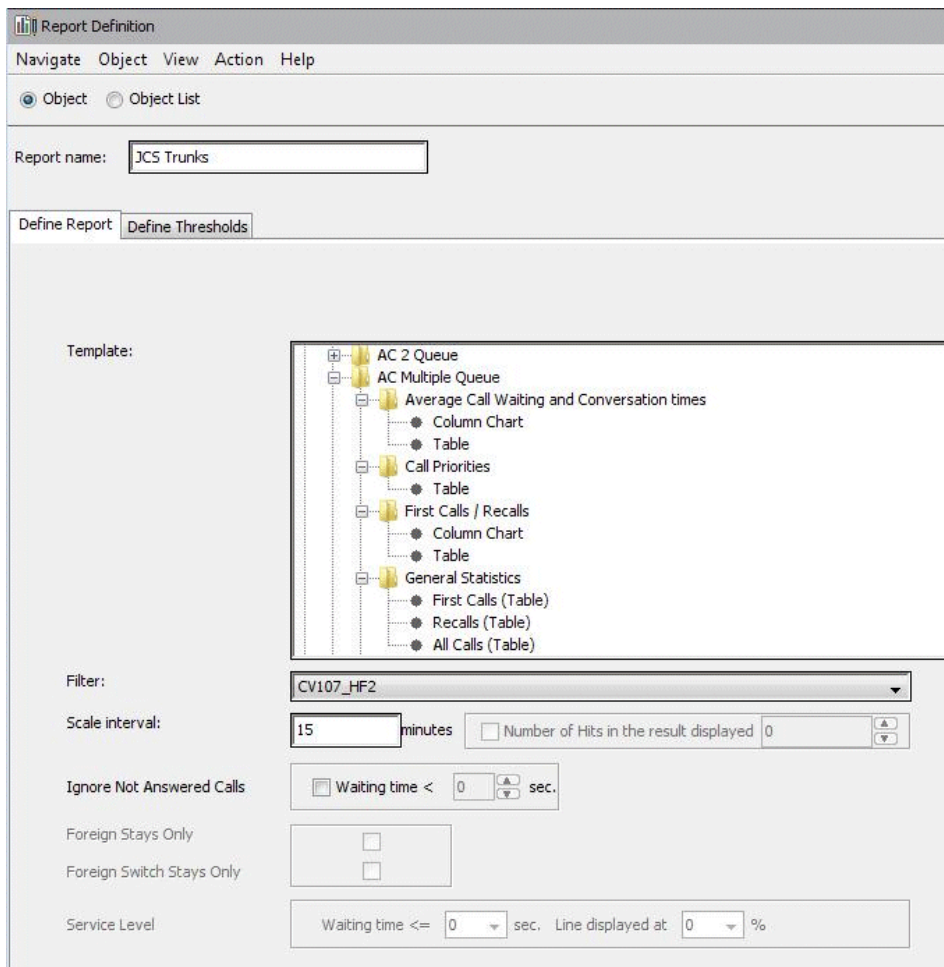 Report Definition
Navigate Object View Action Help
Object Object List
Report name: JCS Trunks
Define Report Define Thresholds
Template:
AC 2 Queue
AC Multiple Queue
Average Call Waiting and Conversation times
Column Chart
Table
Call Priorities
Table
First Calls / Recalls
Column Chart
Table
General Statistics
First Calls (Table)
Recalls (Table)
All Calls (Table)
Filter: CV107_HF2
Scale interval: 15 minutes Number of Hits in the result displayed 0
Ignore Not Answered Calls Waiting time < 0 sec.
Foreign Stays Only
Foreign Switch Stays Only
Service Level Waiting time <= 0 sec. Line displayed at 0 %